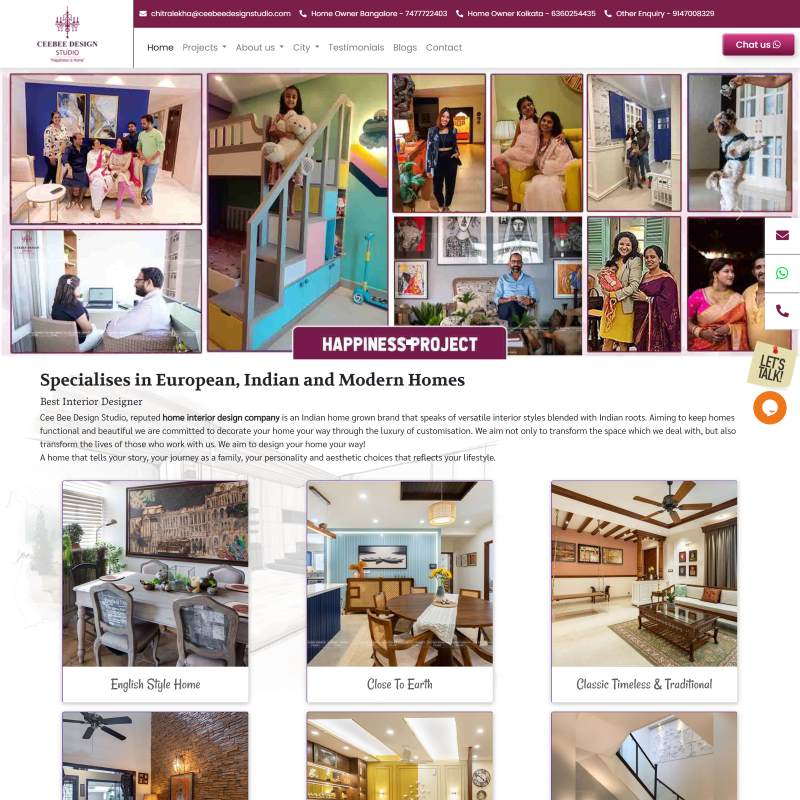 CEEBEE DESIGN
STUDIO
"Happiness is Home"
chitralekha@ceebeedesignstudio.com
Home Owner Bangalore - 7477722403
Home Owner Kolkata - 6360254435
Other Enquiry - 9147008329
Home
Projects
About us
City
Testimonials
Blogs
Contact
Chat us
CEEBEE DESIGN
STUDIO
HAPPINESS PROJECT
LET'S
TALK!
Specialises in European, Indian and Modern Homes
Best Interior Designer
Cee Bee Design Studio, reputed home interior design company is an Indian home grown brand that speaks of versatile interior styles blended with Indian roots. Aiming to keep homes
functional and beautiful we are committed to decorate your home your way through the luxury of customisation. We aim not only to transform the space which we deal with, but also
transform the lives of those who work with us. We aim to design your home your way!
A home that tells your story, your journey as a family, your personality and aesthetic choices that reflects your lifestyle.
English Style Home
Close To Earth
Classic Timeless & Traditional